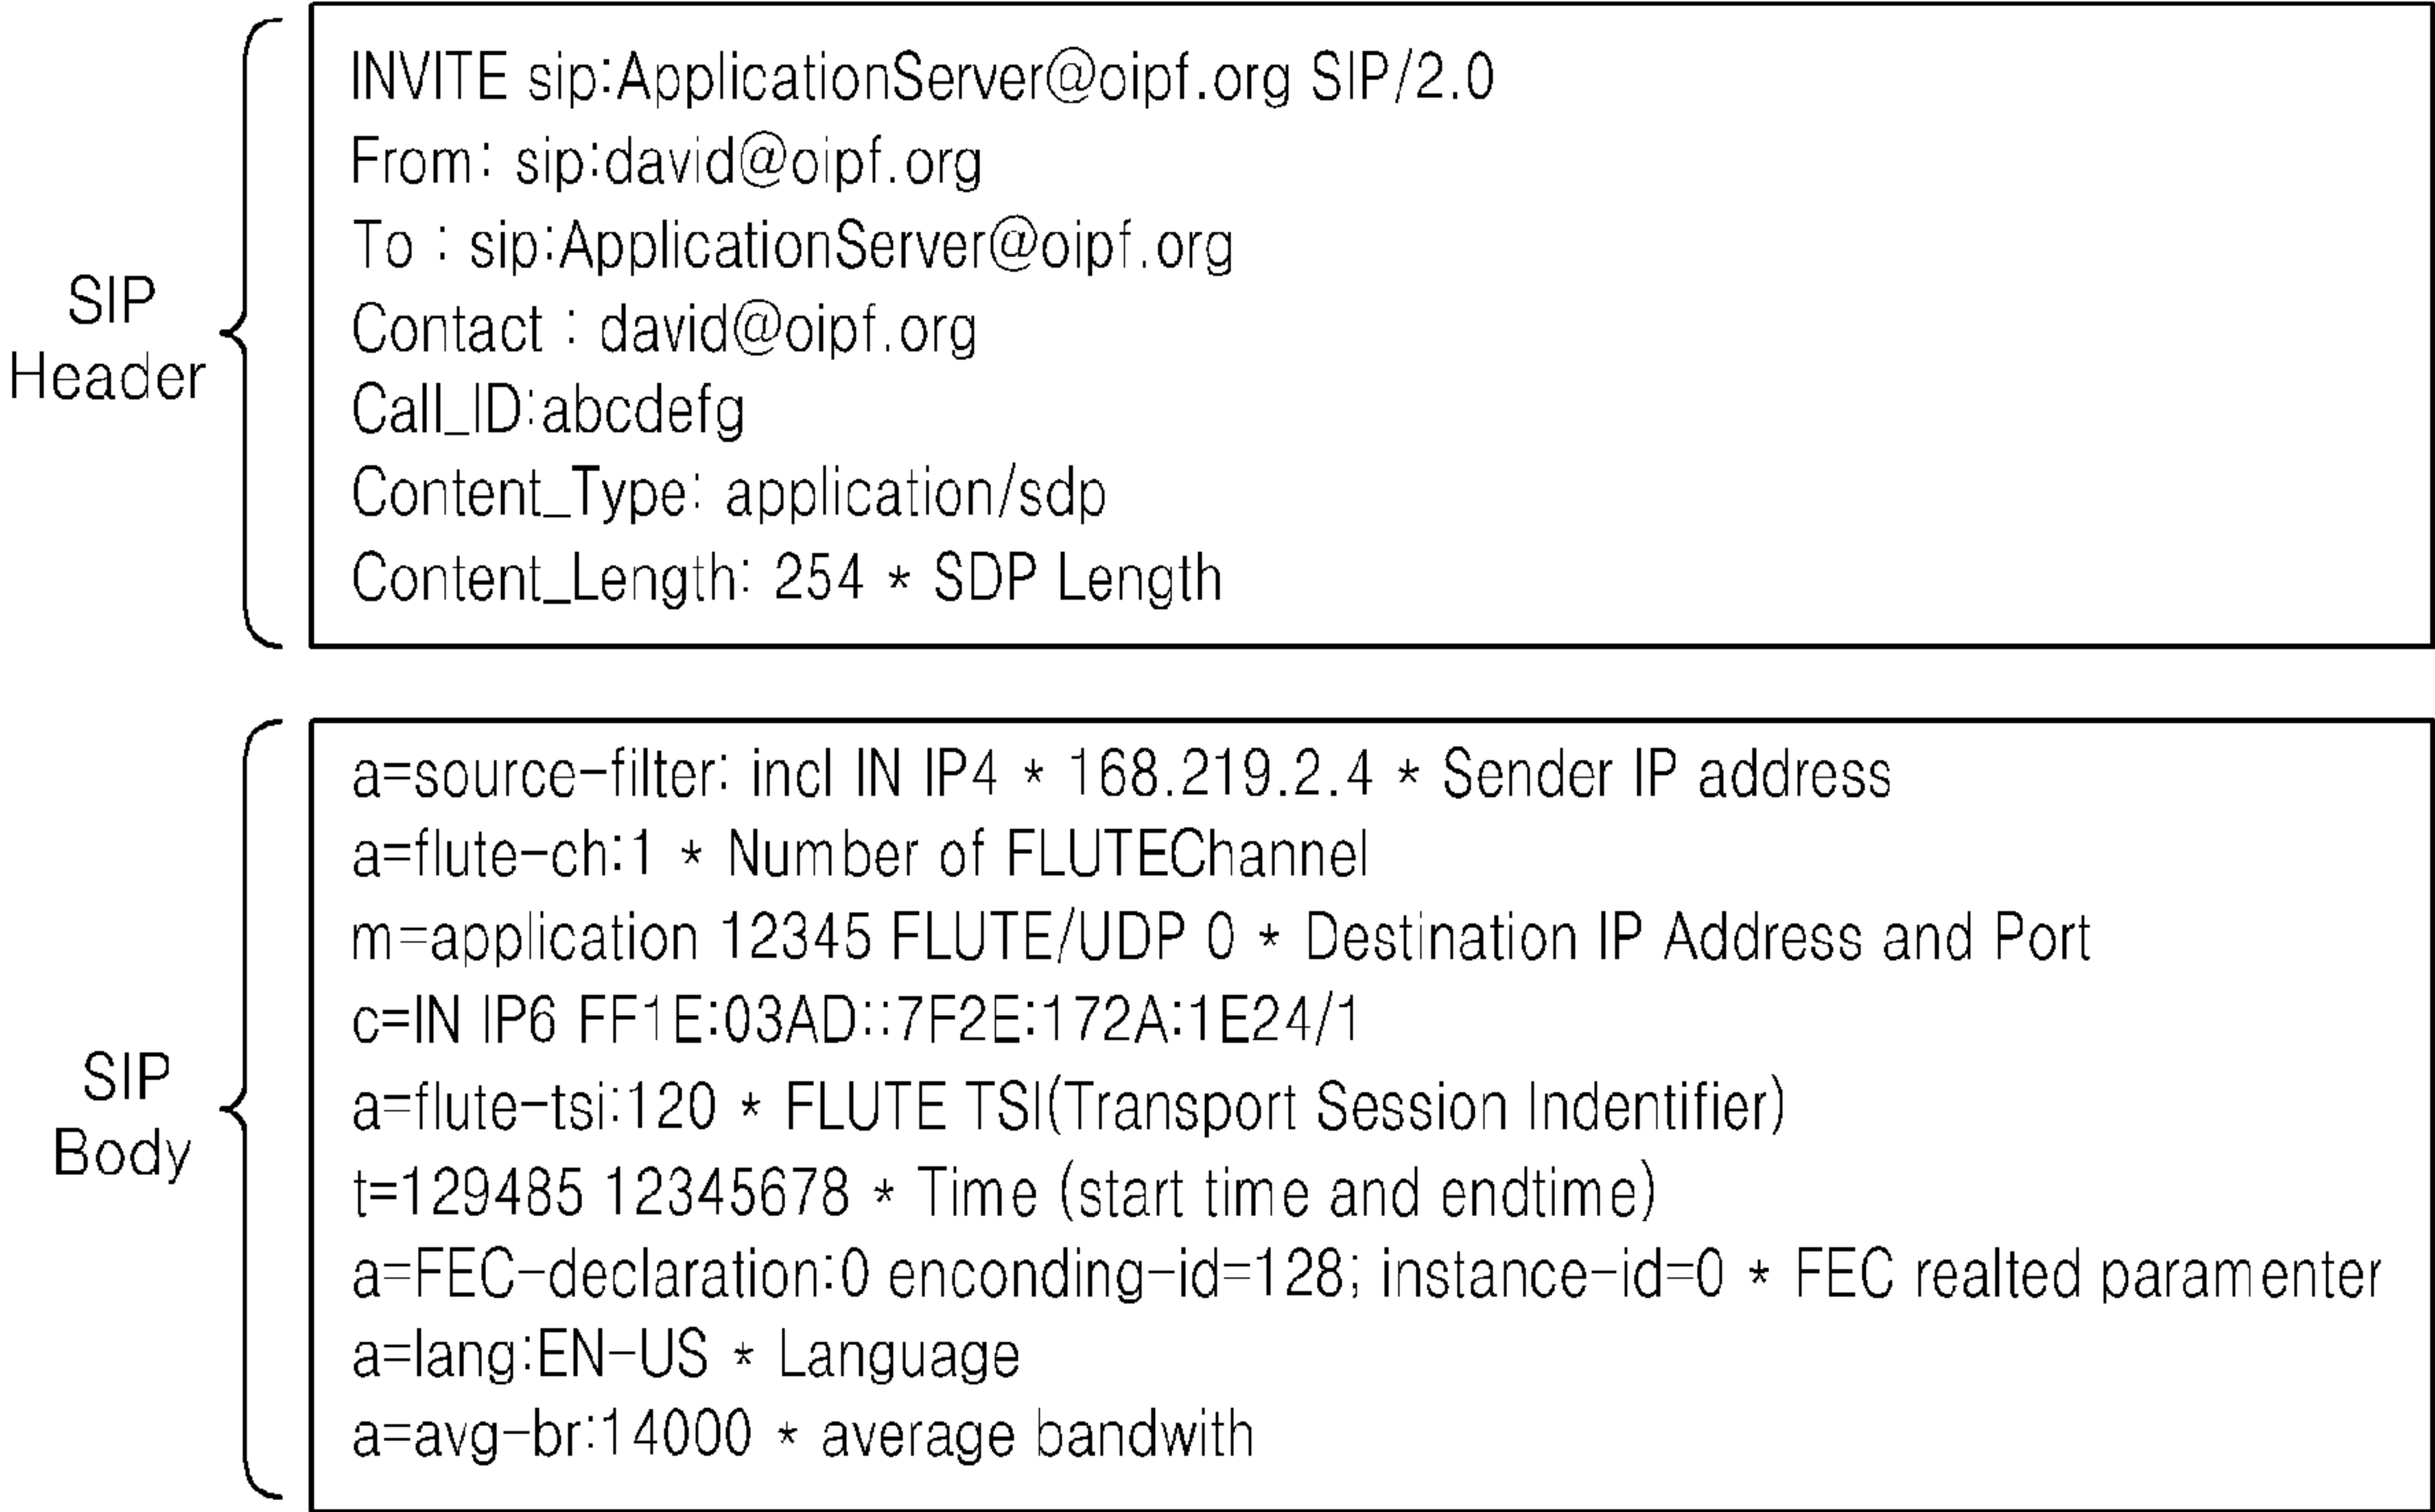 SIP
Header
INVITE sip:ApplicationServer@oipf.org SIP/2.0
From: sip:david@oipf.org
To : sip:ApplicationServer@oipf.org
Contact : david@oipf.org
Call_ID:abcdefg
Content_Type: application/sdp
Content_Length: 254 * SDP Length
SIP
Body
a=source-filter: incl IN IP4 * 168.219.2.4 * Sender IP address
a=flute-ch:1 * Number of FLUTEChannel
m=application 12345 FLUTE/UDP 0 * Destination IP Address and Port
c=IN IP6 FF1E:03AD::7F2E:172A:1E24/1
a=flute-tsi:120 * FLUTE TSI(Transport Session Indentifier)
t=129485 12345678 * Time (start time and endtime)
a=FEC-declaration:0 enconding-id=128; instance-id=0 * FEC realted paramenter
a=lang:EN-US * Language
a=avg-br:14000 * average bandwith